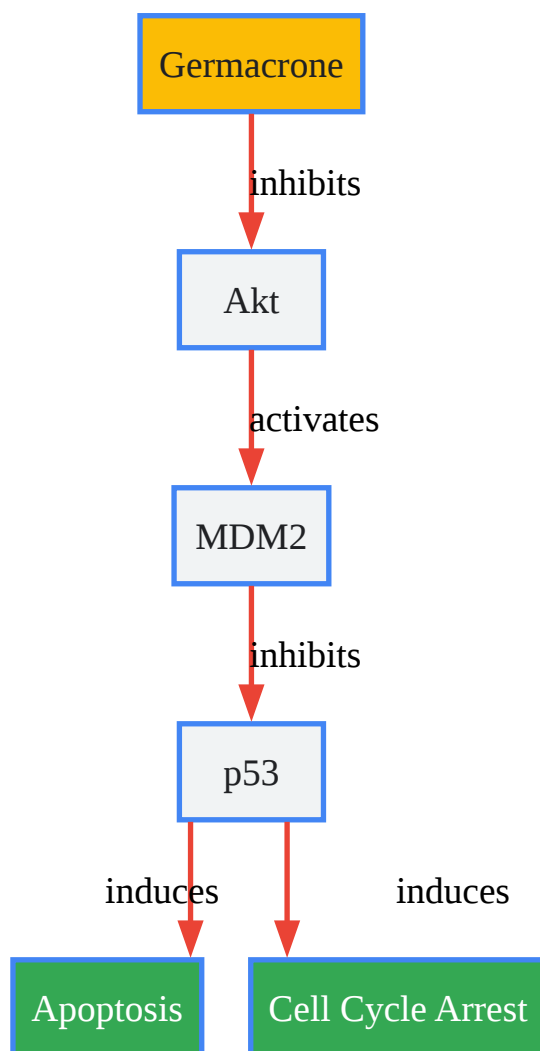 Germacrone
inhibits
Akt
activates
MDM2
inhibits
p53
induces
induces
Apoptosis
Cell Cycle Arrest